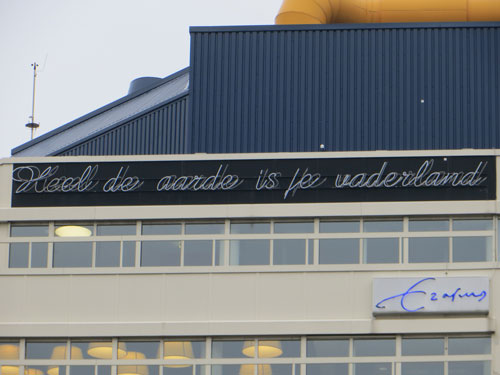 Heel de aarde is je vaderland
Erasmus